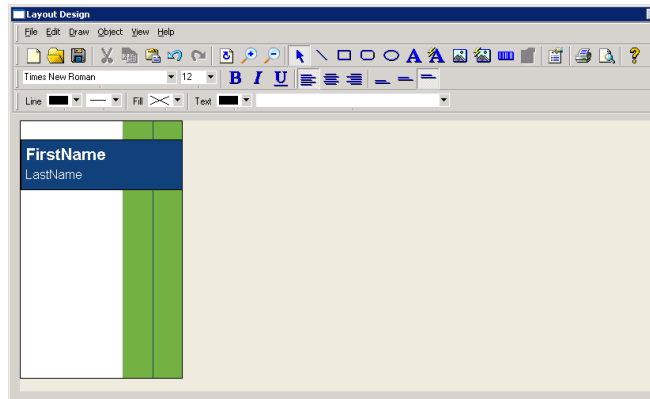 Layout Design
File Edit Draw Object View Help
Times New Roman 12 B I U
Line Fill Text
FirstName
LastName